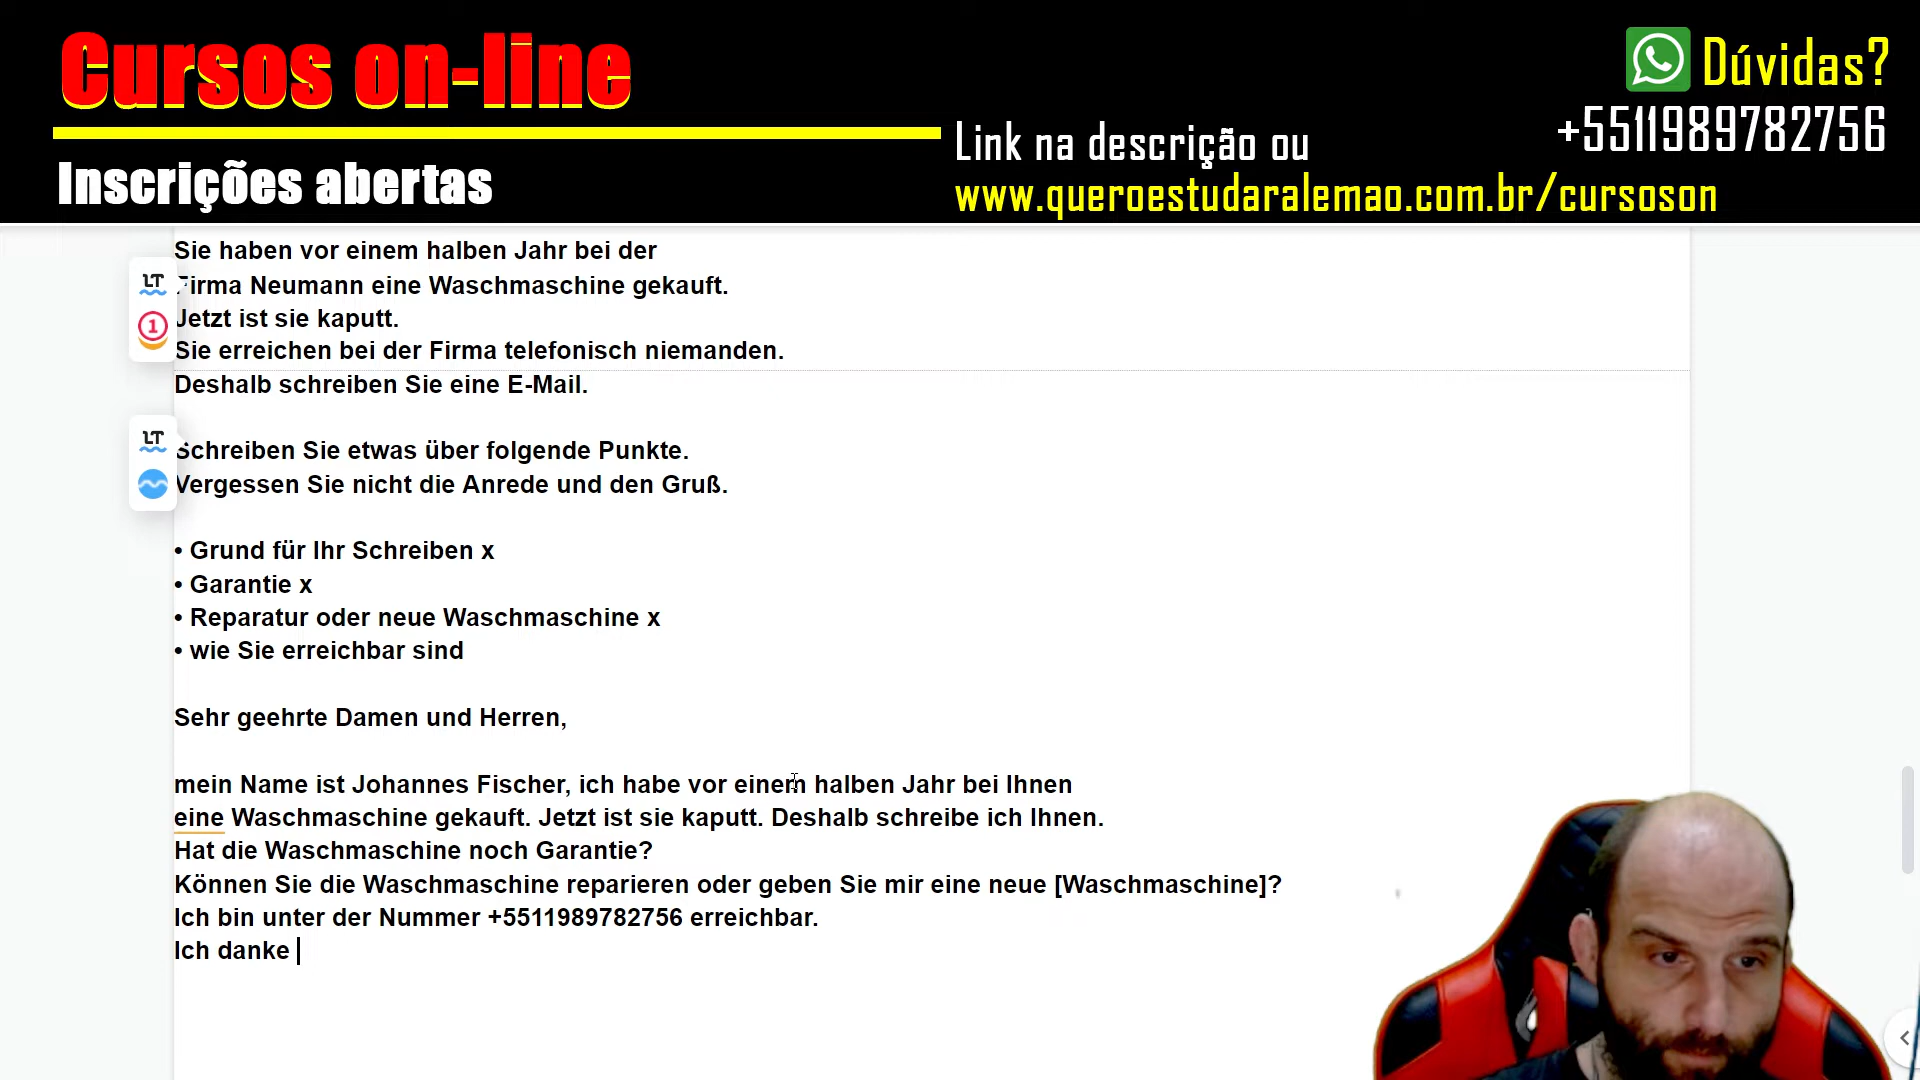 Cursos on-line
Dúvidas?
+5511989782756
Link na descrição ou
Inscrições abertas
www.queroestudaralemao.com.br/cursoson
Sie haben vor einem halben Jahr bei der
Firma Neumann eine Waschmaschine gekauft.
Jetzt ist sie kaputt.
Sie erreichen bei der Firma telefonisch niemanden.
Deshalb schreiben Sie eine E-Mail.
Schreiben Sie etwas über folgende Punkte.
Vergessen Sie nicht die Anrede und den Gruß.
• Grund für Ihr Schreiben x
• Garantie x
• Reparatur oder neue Waschmaschine x
• wie Sie erreichbar sind
Sehr geehrte Damen und Herren,
mein Name ist Johannes Fischer, ich habe vor einem halben Jahr bei Ihnen
eine Waschmaschine gekauft. Jetzt ist sie kaputt. Deshalb schreibe ich Ihnen.
Hat die Waschmaschine noch Garantie?
Können Sie die Waschmaschine reparieren oder geben Sie mir eine neue [Waschmaschine]?
Ich bin unter der Nummer +5511989782756 erreichbar.
Ich danke
LT
1
LT